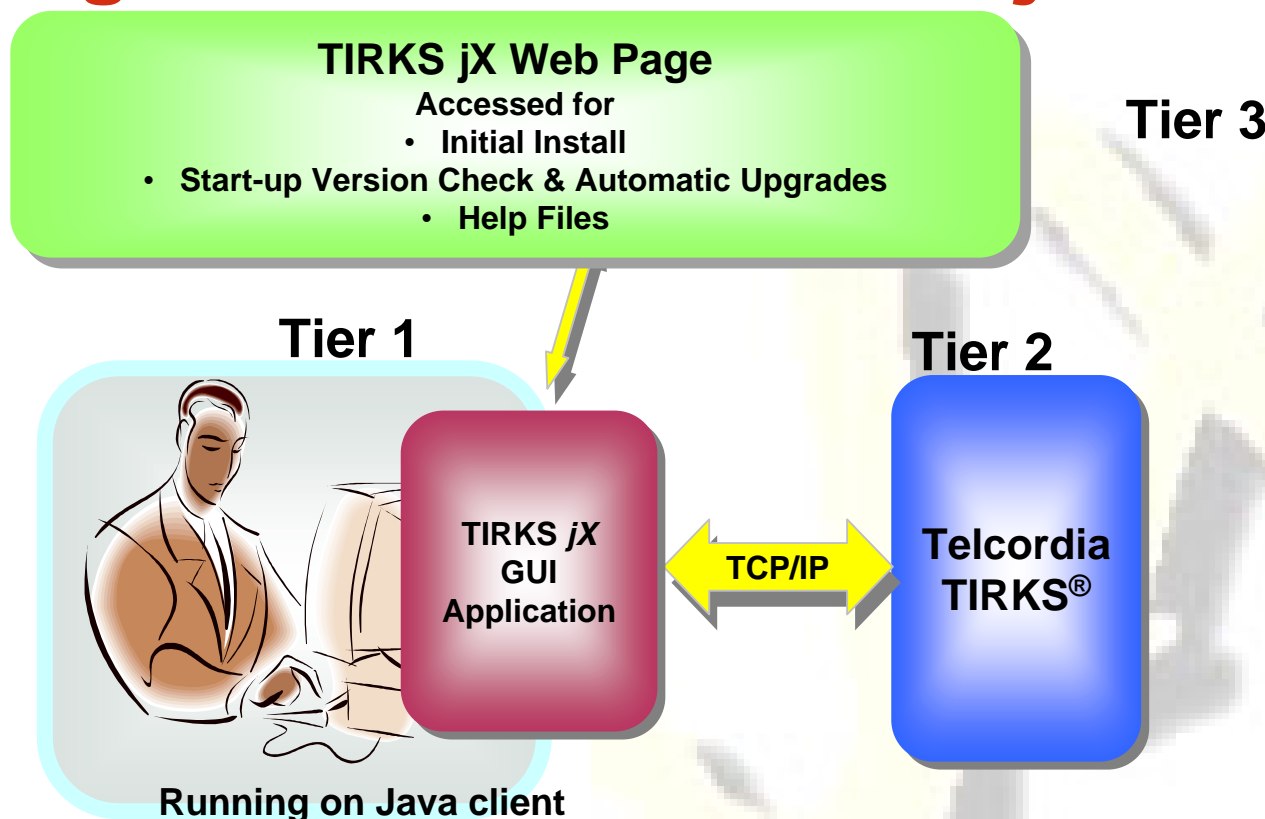 TIRKS jX Web Page
Accessed for
• Initial Install
• Start-up Version Check & Automatic Upgrades
• Help Files
Tier 3
Tier 1
Tier 2
TIRKS jX
GUI
Application
TCP/IP
Telcordia
TIRKS®
Running on Java client